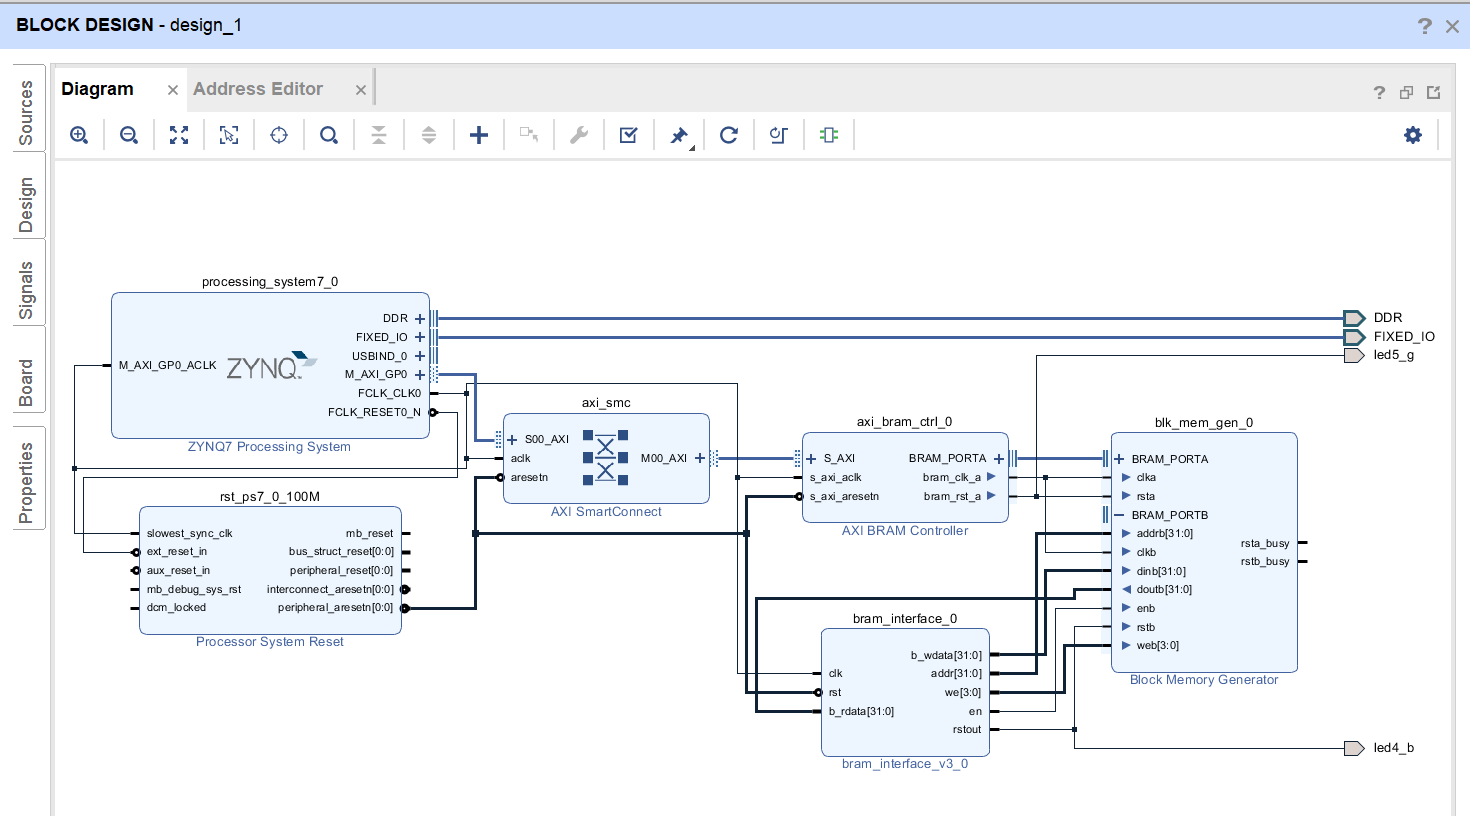 BLOCK DESIGN - design_1
? ×
Sources
Design
Signals
Board
Properties
Diagram ×
Address Editor ×
?
processing_system7_0
DDR
FIXED_IO
USBIND_0
M_AXI_GP0
FCLK_CLK0
FCLK_RESET0_N
M_AXI_GP0_ACLK
ZYNQ
ZYNQ7 Processing System
rst_ps7_0_100M
slowest_sync_clk
ext_reset_in
aux_reset_in
mb_debug_sys_rst
dcm_locked
mb_reset
bus_struct_reset[0:0]
peripheral_reset[0:0]
interconnect_aresetn[0:0]
peripheral_aresetn[0:0]
Processor System Reset
axi_smc
S00_AXI
aclk
aresetn
M00_AXI
AXI SmartConnect
axi_bram_ctrl_0
S_AXI
s_axi_aclk
s_axi_aresetn
BRAM_PORTA
bram_clk_a
bram_rst_a
AXI BRAM Controller
bram_interface_0
clk
rst
b_rdata[31:0]
b_wdata[31:0]
addr[31:0]
we[3:0]
en
rstout
bram_interface_v3_0
blk_mem_gen_0
BRAM_PORTA
clka
rsta
BRAM_PORTB
addrb[31:0]
clkb
dinb[31:0]
doutb[31:0]
enb
rstb
web[3:0]
rsta_busy
rstb_busy
Block Memory Generator
DDR
FIXED_IO
led5_g
led4_b